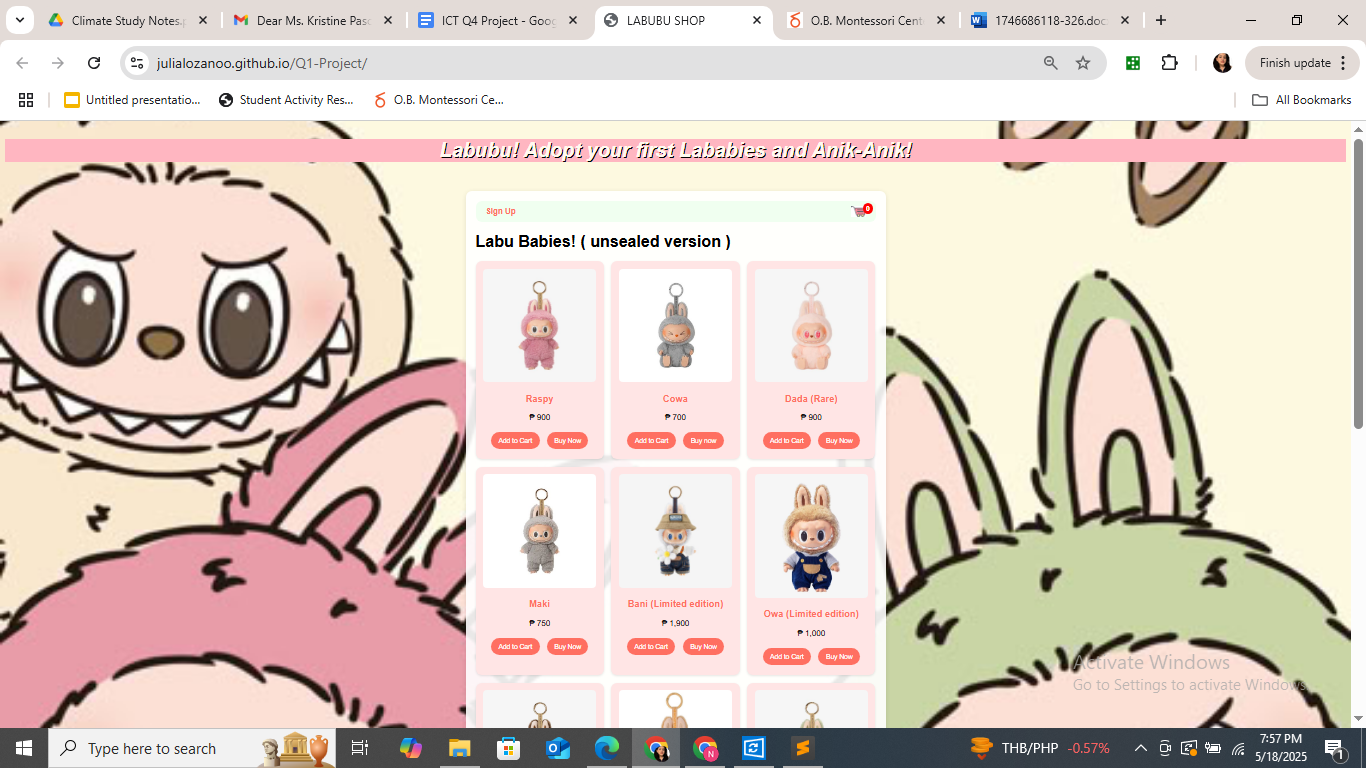 Climate Study Notes.p
Dear Ms. Kristine Pasc
ICT Q4 Project - Goog
LABUBU SHOP
O.B. Montessori Cent
1746686118-326.doc
julialozanoo.github.io/Q1-Project/
Finish update
Untitled presentatio...
Student Activity Res...
O.B. Montessori Ce...
All Bookmarks
Labubu! Adopt your first Lababies and Anik-Anik!
Sign Up
0
Labu Babies! ( unsealed version )
Raspy
₱ 900
Add to Cart
Buy Now
Cowa
₱ 700
Add to Cart
Buy now
Dada (Rare)
₱ 900
Add to Cart
Buy Now
Maki
₱ 750
Add to Cart
Buy Now
Bani (Limited edition)
₱ 1,900
Add to Cart
Buy Now
Owa (Limited edition)
₱ 1,000
Add to Cart
Buy Now
Activate Windows
Go to Settings to activate Windows.
Type here to search
THB/PHP
-0.57%
7:57 PM
5/18/2025
1